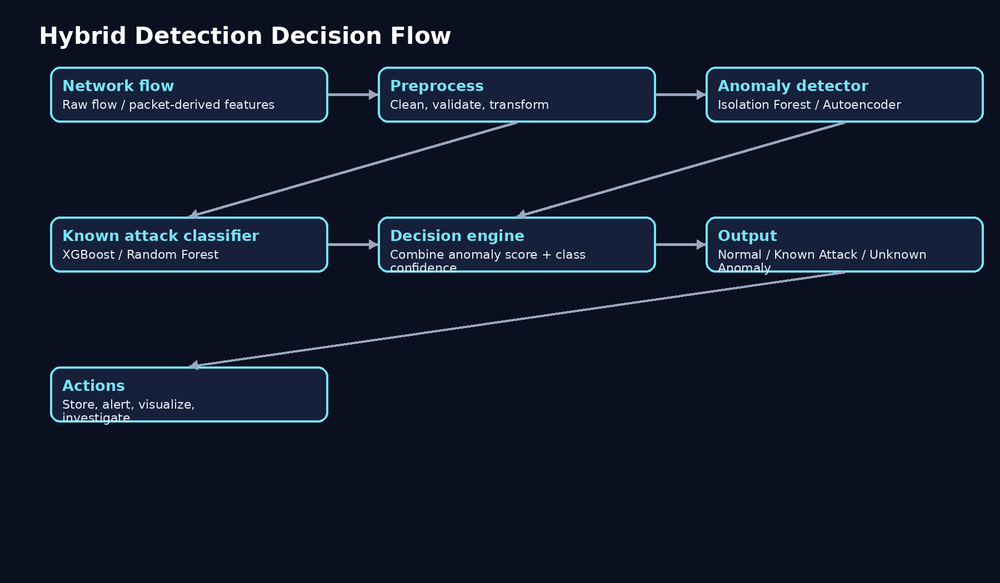 Hybrid Detection Decision Flow
Network flow
Raw flow / packet-derived features
Preprocess
Clean, validate, transform
Anomaly detector
Isolation Forest / Autoencoder
Known attack classifier
XGBoost / Random Forest
Decision engine
Combine anomaly score + class
confidence
Output
Normal / Known Attack / Unknown
Anomaly
Actions
Store, alert, visualize,
investigate